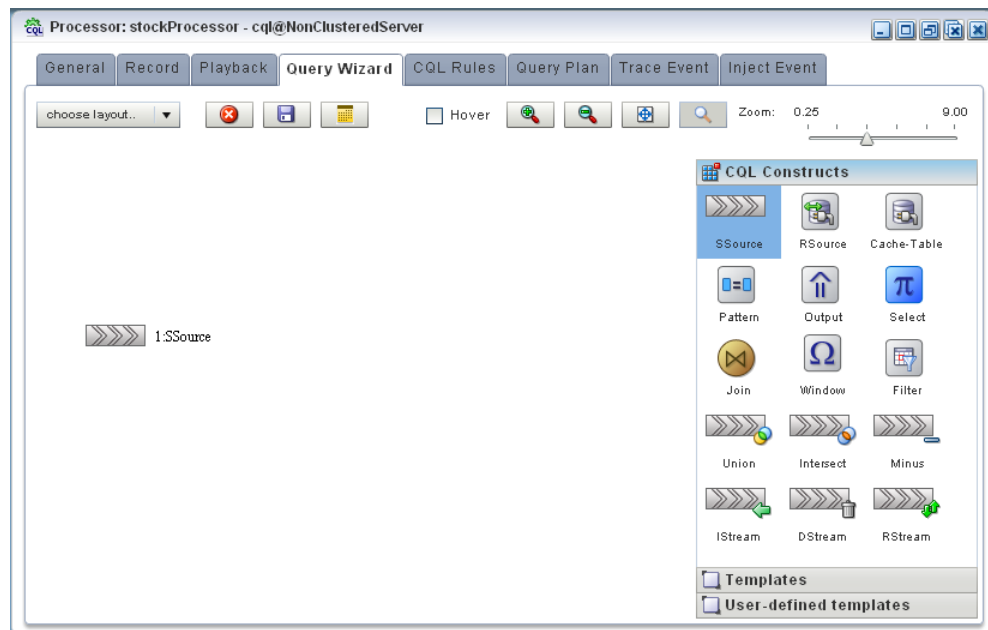 CQL Processor: stockProcessor - cql@NonClusteredServer
General Record Playback Query Wizard CQL Rules Query Plan Trace Event Inject Event
choose layout.. Hover Zoom: 0.25 9.00
CQL Constructs
SSource RSource Cache-Table
Pattern Output Select
1:SSource
Join Window Filter
Union Intersect Minus
IStream DStream RStream
Templates
User-defined templates